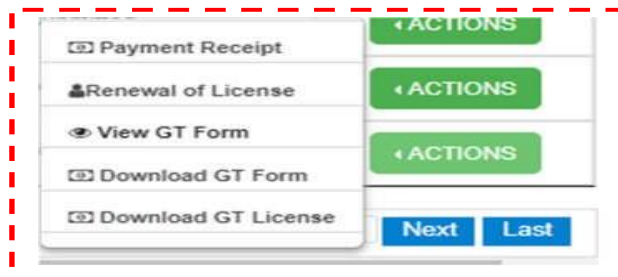 ACTIONS
Payment Receipt
Renewal of License
ACTIONS
View GT Form
ACTIONS
Download GT Form
Download GT License
Next Last